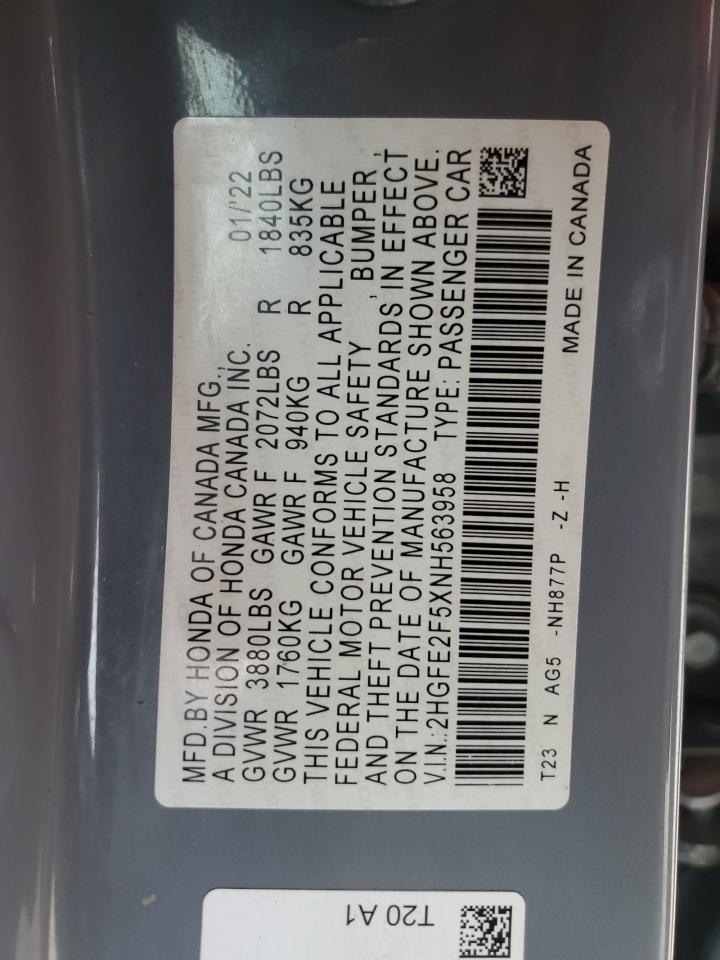 MFD.BY HONDA OF CANADA MFG., 01/'22
A DIVISION OF HONDA CANADA INC.
GVWR 3880LBS GAWR F 2072LBS R 1840LBS
GVWR 1760KG GAWR F 940KG R 835KG
THIS VEHICLE CONFORMS TO ALL APPLICABLE
FEDERAL MOTOR VEHICLE SAFETY , BUMPER ,
AND THEFT PREVENTION STANDARDS IN EFFECT
ON THE DATE OF MANUFACTURE SHOWN ABOVE.
V.I.N.:2HGFE2F5XNH563958 TYPE: PASSENGER CAR
T23 N AG5 -NH877P -Z -H
MADE IN CANADA
T20 A1